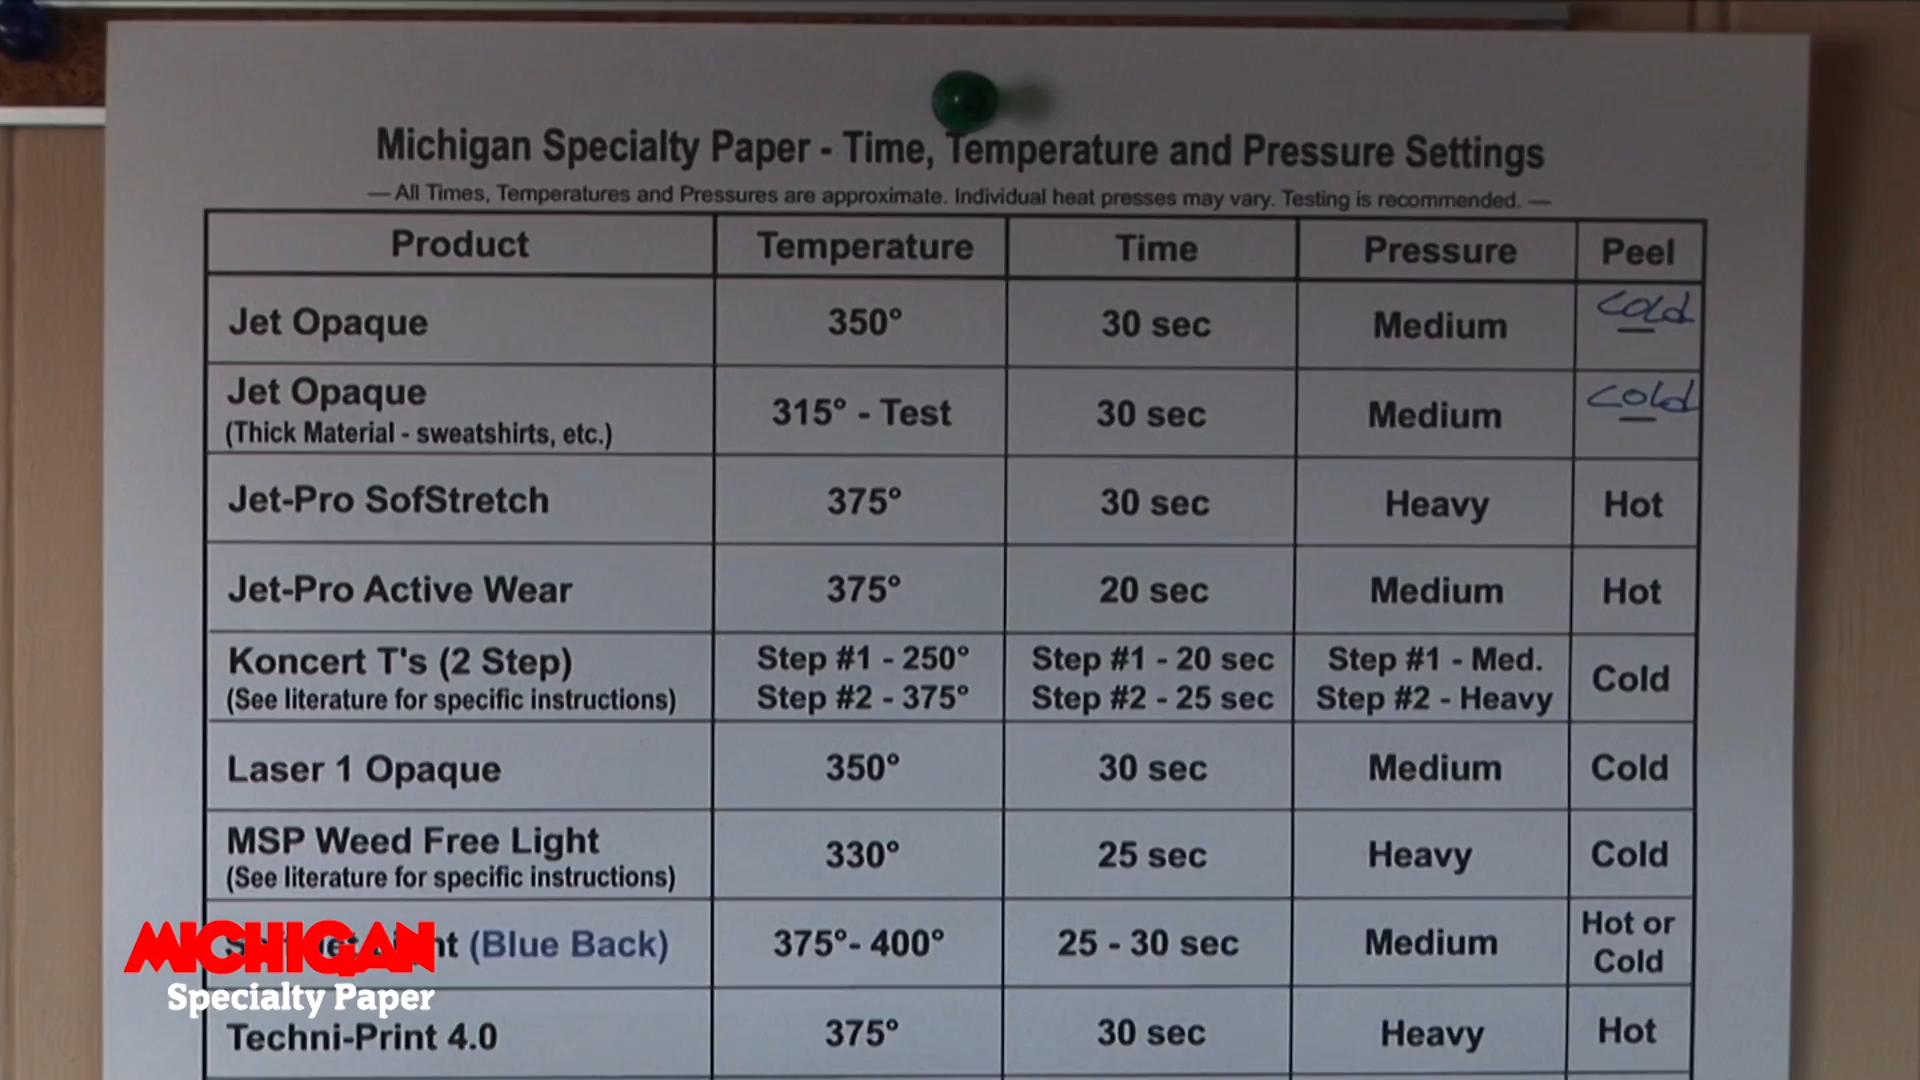 Michigan Specialty Paper - Time, Temperature and Pressure Settings
— All Times, Temperatures and Pressures are approximate. Individual heat presses may vary. Testing is recommended. —
Product Temperature Time Pressure Peel
Jet Opaque 350° 30 sec Medium Cold
Jet Opaque 315° - Test 30 sec Medium Cold
(Thick Material - sweatshirts, etc.)
Jet-Pro SofStretch 375° 30 sec Heavy Hot
Jet-Pro Active Wear 375° 20 sec Medium Hot
Koncert T's (2 Step) Step #1 - 250° Step #1 - 20 sec Step #1 - Med. Cold
(See literature for specific instructions) Step #2 - 375° Step #2 - 25 sec Step #2 - Heavy
Laser 1 Opaque 350° 30 sec Medium Cold
MSP Weed Free Light 330° 25 sec Heavy Cold
(See literature for specific instructions)
(Blue Back) 375°- 400° 25 - 30 sec Medium Hot or Cold
Techni-Print 4.0 375° 30 sec Heavy Hot
MICHIGAN
Specialty Paper